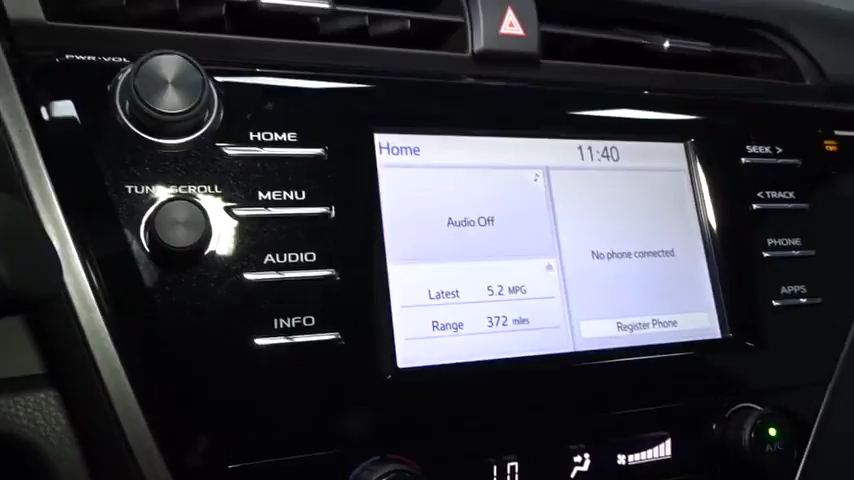 PWR•VOL
HOME
TUNE•SCROLL
MENU
AUDIO
INFO
Home
11:40
Audio Off
Latest 5.2 MPG
Range 372 miles
No phone connected.
Register Phone
SEEK >
< TRACK
PHONE
APPS
LO
A/C